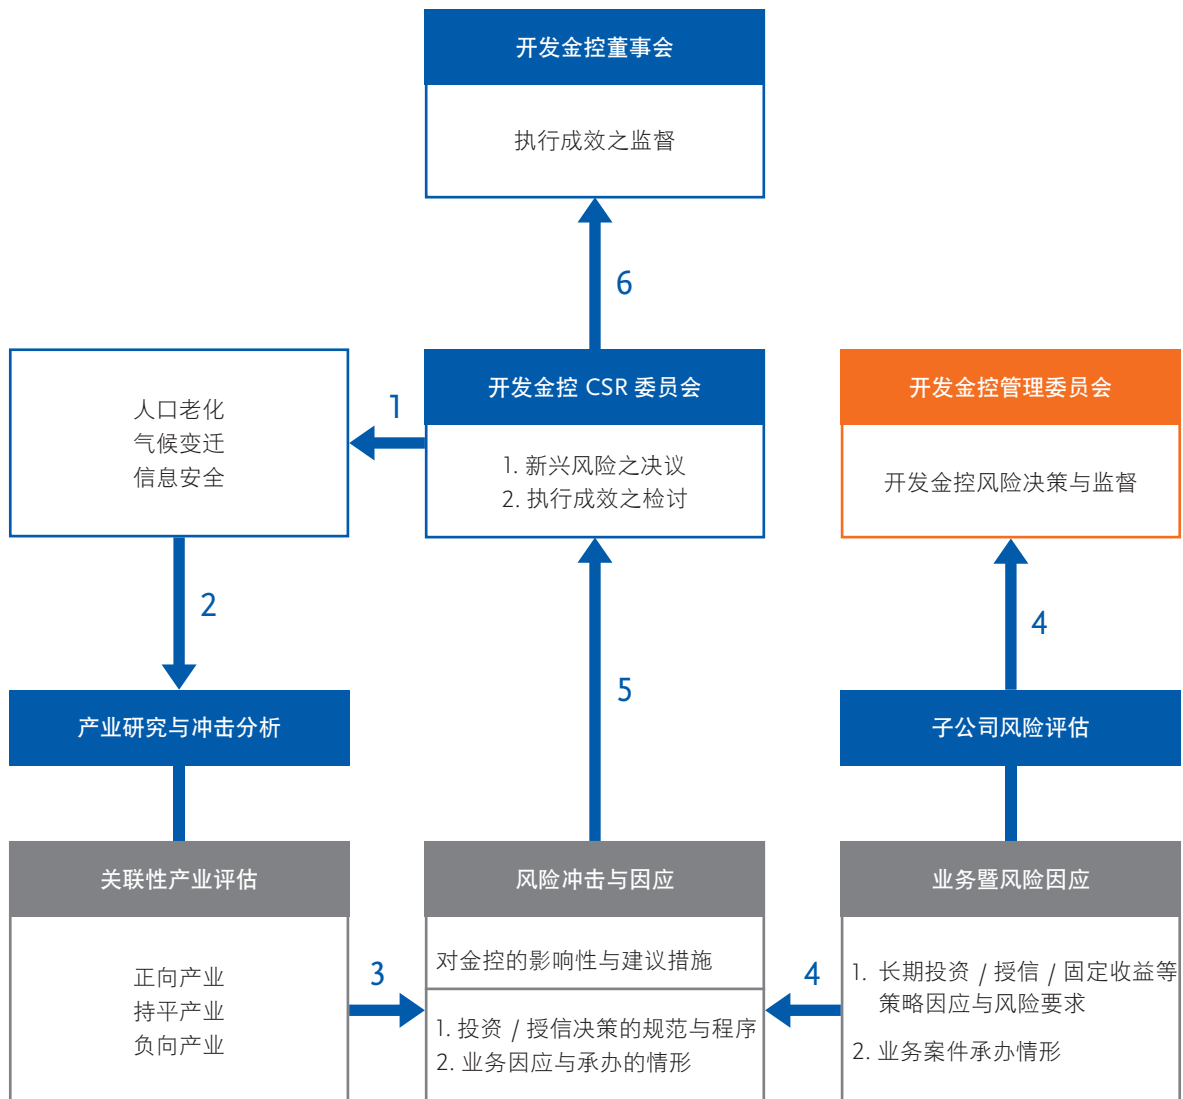 开发金控董事会
执行成效之监督
6
人口老化
气候变迁
信息安全
1
开发金控 CSR 委员会
1. 新兴风险之决议
2. 执行成效之检讨
开发金控管理委员会
开发金控风险决策与监督
2
5
4
产业研究与冲击分析
子公司风险评估
关联性产业评估
正向产业
持平产业
负向产业
3
风险冲击与因应
对金控的影响性与建议措施
1. 投资 / 授信决策的规范与程序
2. 业务因应与承办的情形
4
业务暨风险因应
1. 长期投资 / 授信 / 固定收益等
策略因应与风险要求
2. 业务案件承办情形